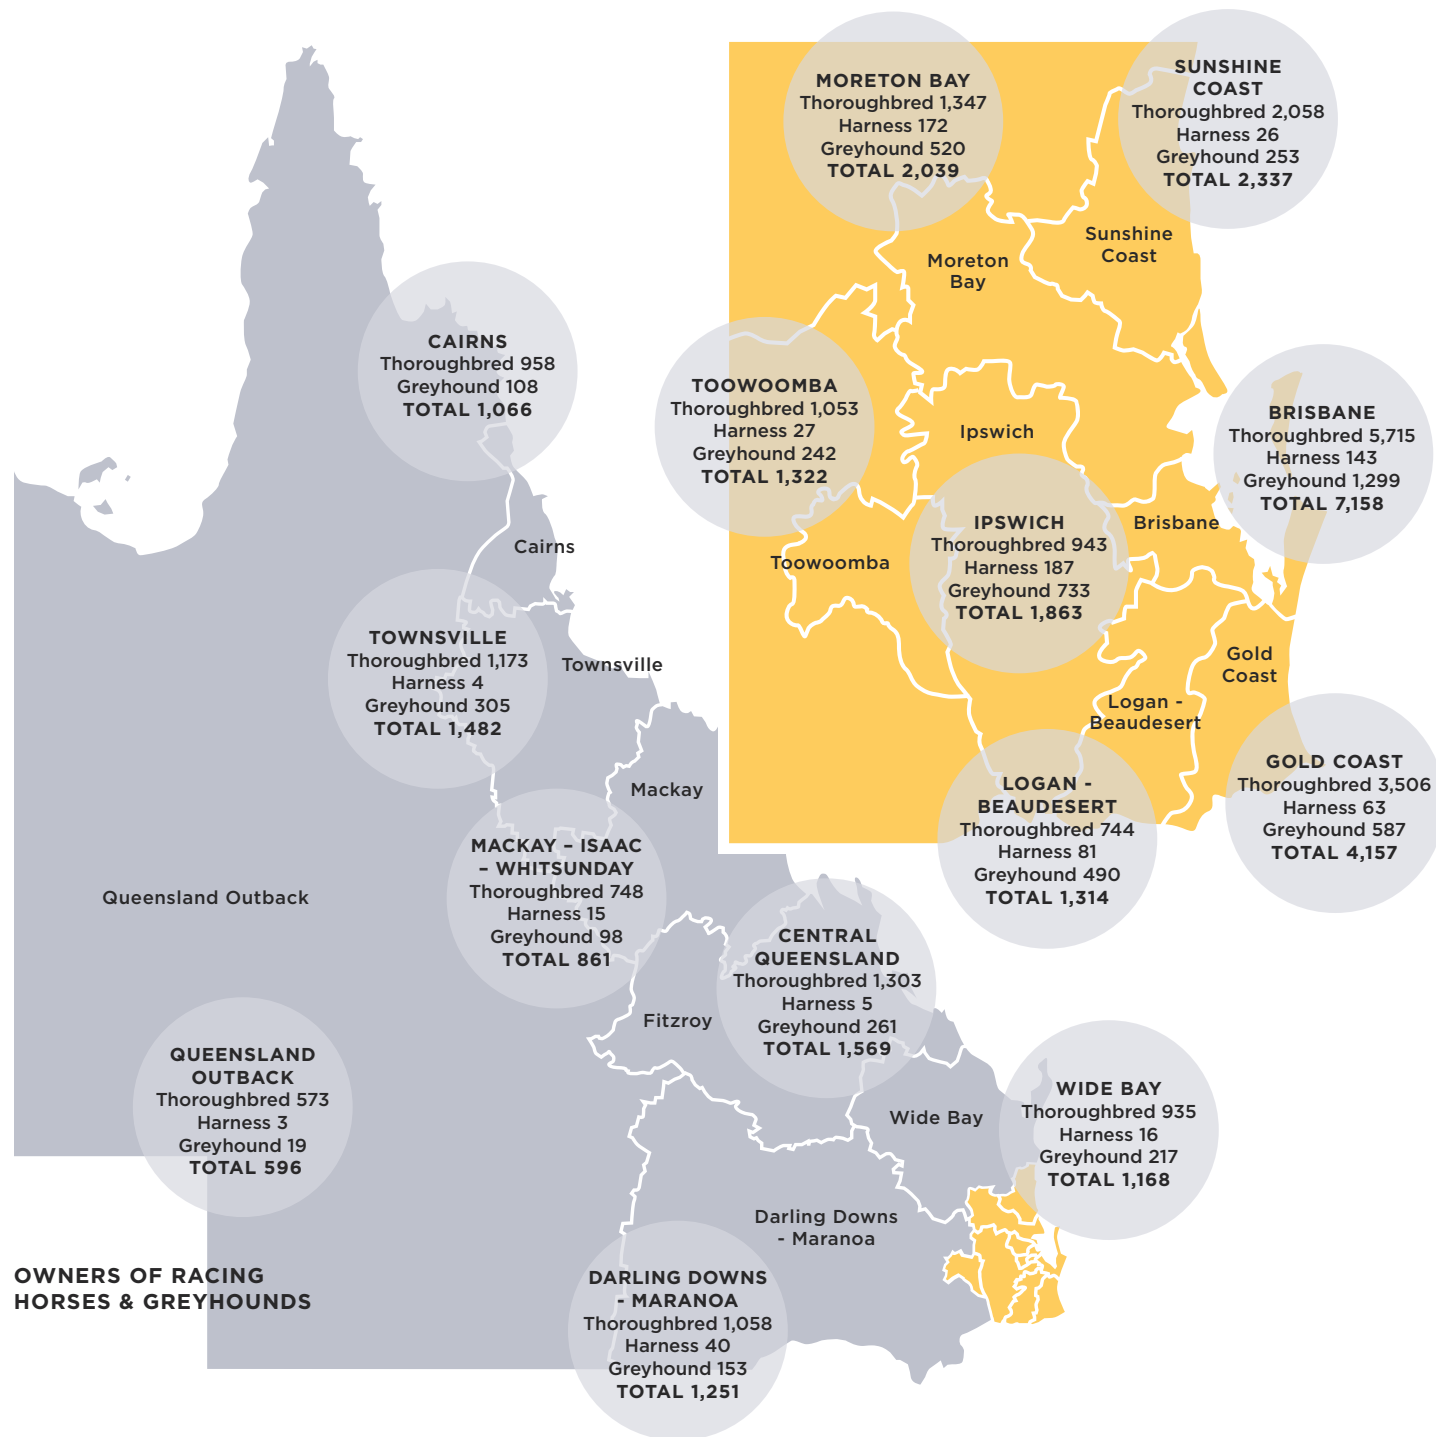 MORETON BAY
Thoroughbred 1,347
Harness 172
Greyhound 520
TOTAL 2,039
SUNSHINE
COAST
Thoroughbred 2,058
Harness 26
Greyhound 253
TOTAL 2,337
Sunshine
Coast
Moreton
Bay
CAIRNS
Thoroughbred 958
Greyhound 108
TOTAL 1,066
TOOWOOMBA
Thoroughbred 1,053
Harness 27
Greyhound 242
TOTAL 1,322
Ipswich
BRISBANE
Thoroughbred 5,715
Harness 143
Greyhound 1,299
TOTAL 7,158
IPSWICH
Thoroughbred 943
Harness 187
Greyhound 733
TOTAL 1,863
Brisbane
Cairns
Toowoomba
TOWNSVILLE
Thoroughbred 1,173
Harness 4
Greyhound 305
TOTAL 1,482
Townsville
Gold
Coast
Logan -
Beaudesert
GOLD COAST
Thoroughbred 3,506
Harness 63
Greyhound 587
TOTAL 4,157
LOGAN -
BEAUDESERT
Thoroughbred 744
Harness 81
Greyhound 490
TOTAL 1,314
Mackay
MACKAY – ISAAC
– WHITSUNDAY
Thoroughbred 748
Harness 15
Greyhound 98
TOTAL 861
Queensland Outback
CENTRAL
QUEENSLAND
Thoroughbred 1,303
Harness 5
Greyhound 261
TOTAL 1,569
Fitzroy
QUEENSLAND
OUTBACK
Thoroughbred 573
Harness 3
Greyhound 19
TOTAL 596
Wide Bay
WIDE BAY
Thoroughbred 935
Harness 16
Greyhound 217
TOTAL 1,168
Darling Downs
- Maranoa
OWNERS OF RACING
HORSES & GREYHOUNDS
DARLING DOWNS
- MARANOA
Thoroughbred 1,058
Harness 40
Greyhound 153
TOTAL 1,251